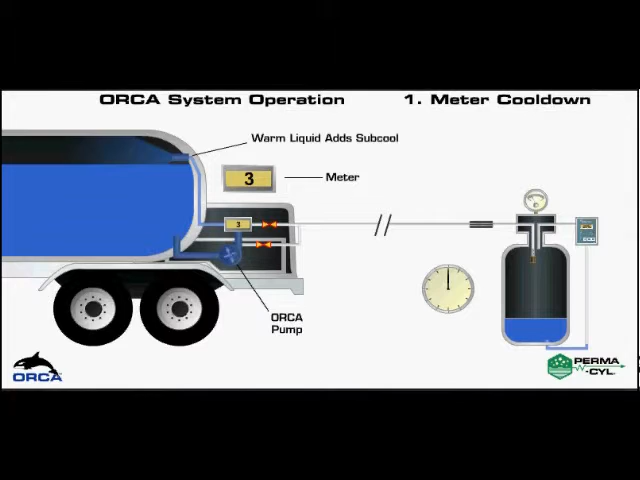 ORCA System Operation
1. Meter Cooldown
Warm Liquid Adds Subcool
3
Meter
3
ORCA
Pump
ORCA
PERMA
-CYL